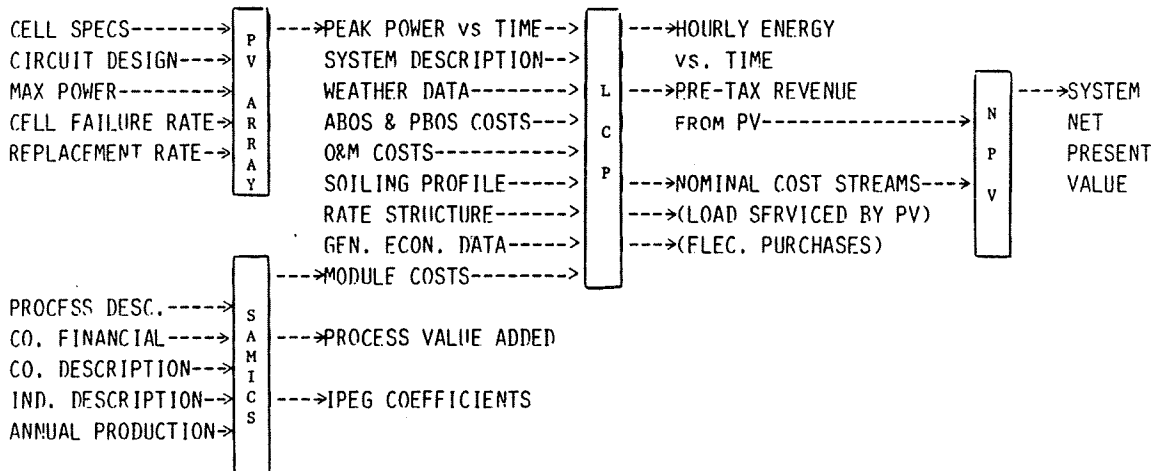 CELL SPECS-------> P --->PEAK POWER vs TIME--> --->HOURLY ENERGY
CIRCUIT DESIGN---> V SYSTEM DESCRIPTION--> vs. TIME
MAX POWER--------> A WEATHER DATA--------> L --->PRE-TAX REVENUE --->SYSTEM
CELL FAILURE RATE> R ABOS & PBOS COSTS---> C FROM PV-----------> N NET
REPLACEMENT RATE-> R O&M COSTS-----------> P P PRESENT
A SOILING PROFILE-----> --->NOMINAL COST STREAMS---> V VALUE
Y RATE STRUCTURE------> --->(LOAD SERVICED BY PV)
GEN. ECON. DATA-----> --->(ELEC. PURCHASES)
--->MODULE COSTS-------->
PROCESS DESC.-----> S
CO. FINANCIAL-----> A --->PROCESS VALUE ADDED
CO. DESCRIPTION---> M
I
IND. DESCRIPTION--> C --->IPEG COEFFICIENTS
ANNUAL PRODUCTION-> S